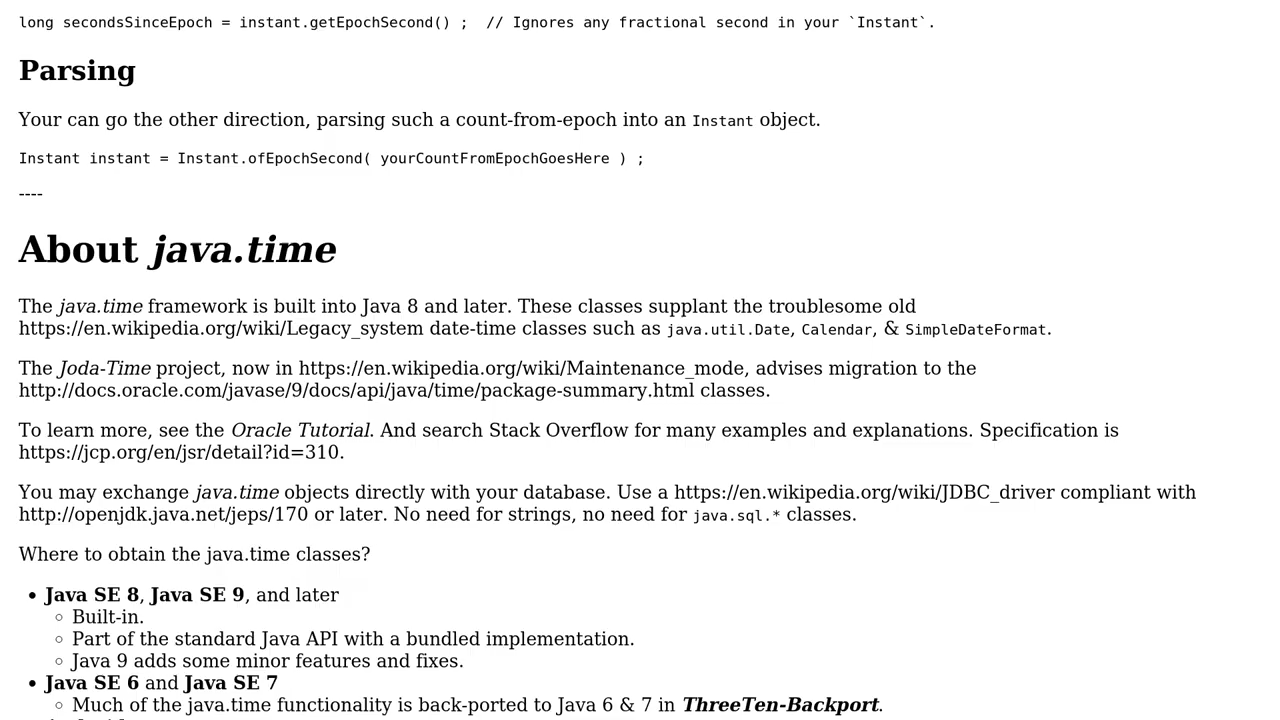 long secondsSinceEpoch = instant.getEpochSecond() ;  // Ignores any fractional second in your `Instant`.
Parsing
Your can go the other direction, parsing such a count-from-epoch into an Instant object.
Instant instant = Instant.ofEpochSecond( yourCountFromEpochGoesHere ) ;
----
About java.time
The java.time framework is built into Java 8 and later. These classes supplant the troublesome old
https://en.wikipedia.org/wiki/Legacy_system date-time classes such as java.util.Date, Calendar, & SimpleDateFormat.
The Joda-Time project, now in https://en.wikipedia.org/wiki/Maintenance_mode, advises migration to the
http://docs.oracle.com/javase/9/docs/api/java/time/package-summary.html classes.
To learn more, see the Oracle Tutorial. And search Stack Overflow for many examples and explanations. Specification is
https://jcp.org/en/jsr/detail?id=310.
You may exchange java.time objects directly with your database. Use a https://en.wikipedia.org/wiki/JDBC_driver compliant with
http://openjdk.java.net/jeps/170 or later. No need for strings, no need for java.sql.* classes.
Where to obtain the java.time classes?
• Java SE 8, Java SE 9, and later
◦ Built-in.
◦ Part of the standard Java API with a bundled implementation.
◦ Java 9 adds some minor features and fixes.
• Java SE 6 and Java SE 7
◦ Much of the java.time functionality is back-ported to Java 6 & 7 in ThreeTen-Backport.